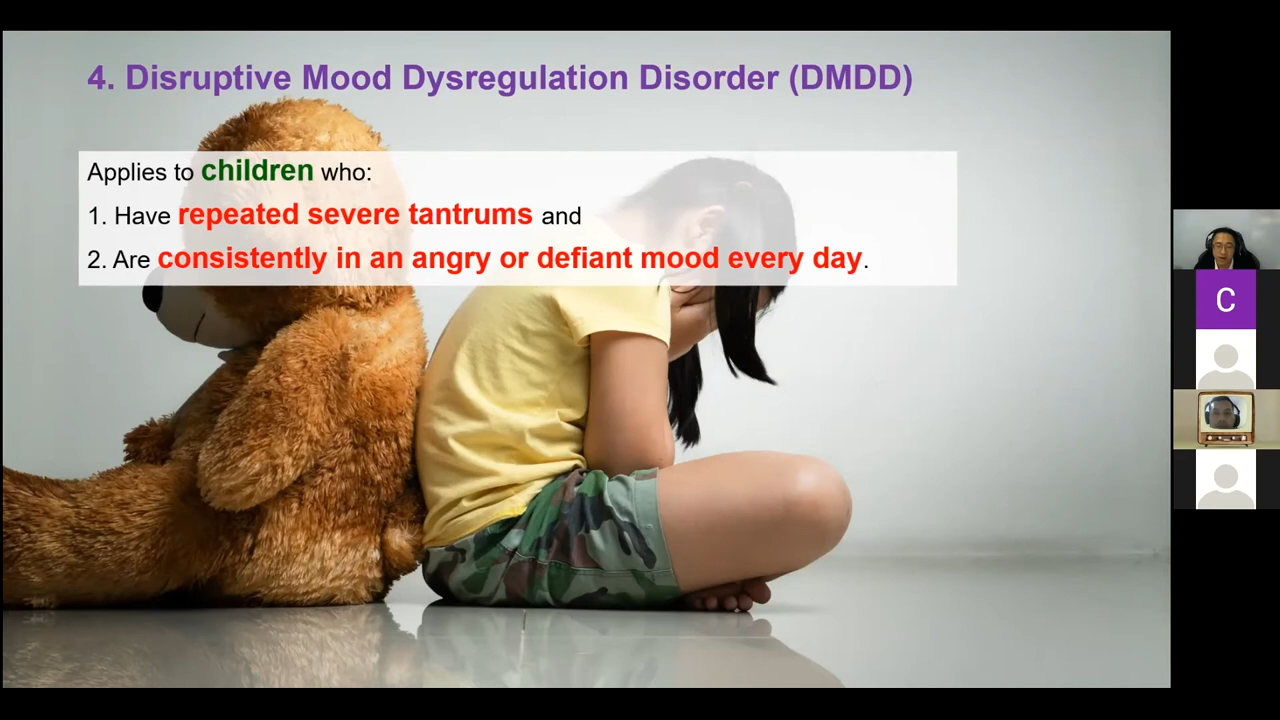 4. Disruptive Mood Dysregulation Disorder (DMDD)
Applies to children who:
1. Have repeated severe tantrums and
2. Are consistently in an angry or defiant mood every day.
C